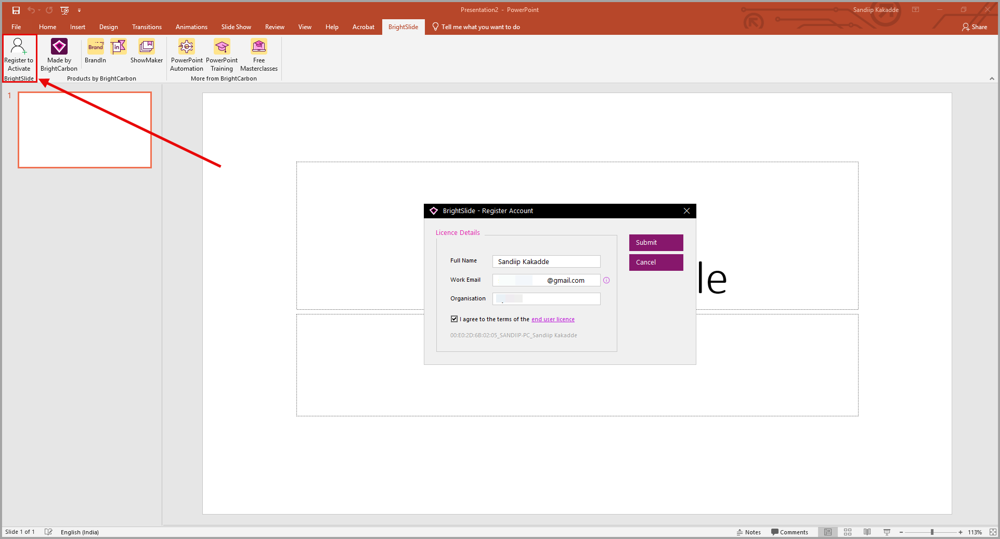 Presentation2 - PowerPoint
Sandiip Kakadde
File Home Insert Design Transitions Animations Slide Show Review View Help Acrobat BrightSlide Tell me what you want to do
Share
Register to
Activate
BrightSlide
Made by
BrightCarbon
Brand
BrandIn
in
ShowMaker
Products by BrightCarbon
PowerPoint
Automation
PowerPoint
Training
Free
Masterclasses
More from BrightCarbon
1
BrightSlide - Register Account
Licence Details
Submit
Cancel
Full Name Sandiip Kakadde
Work Email @gmail.com
Organisation
I agree to the terms of the end user licence
00:E0:2D:6B:02:05_SANDIIP-PC_Sandiip Kakadde
le
Slide 1 of 1 English (India)
Notes Comments 113%